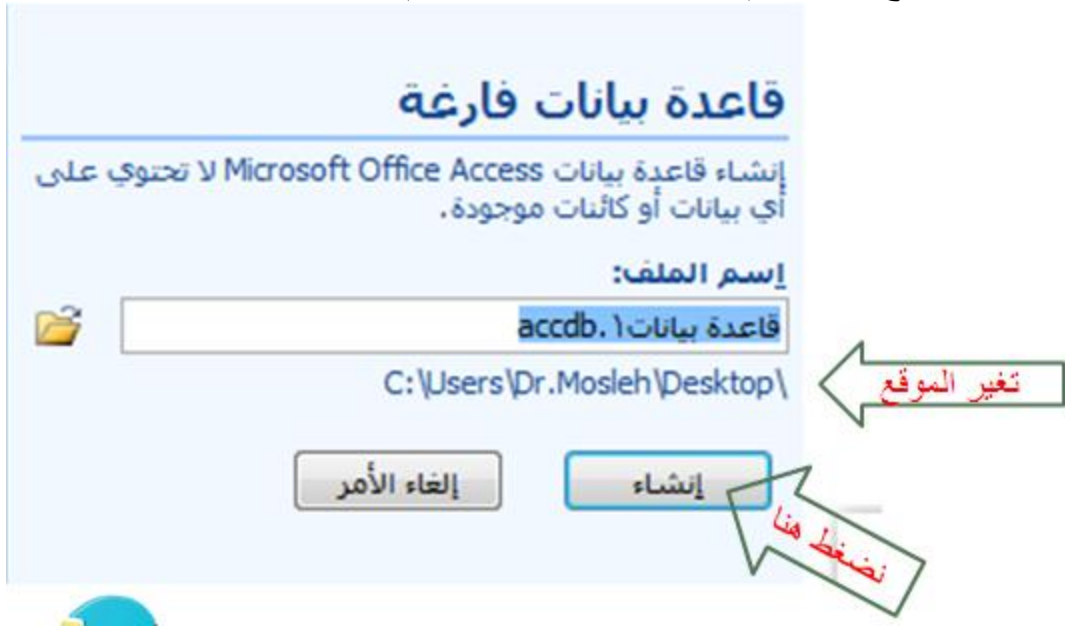 قاعدة بيانات فارغة
إنشاء قاعدة بيانات Microsoft Office Access لا تحتوي على
أي بيانات أو كائنات موجودة.
إسم الملف:
قاعدة بيانات١.accdb
C:\Users\Dr.Mosleh\Desktop\
تغير الموقع
إنشاء
إلغاء الأمر
نضغط هنا